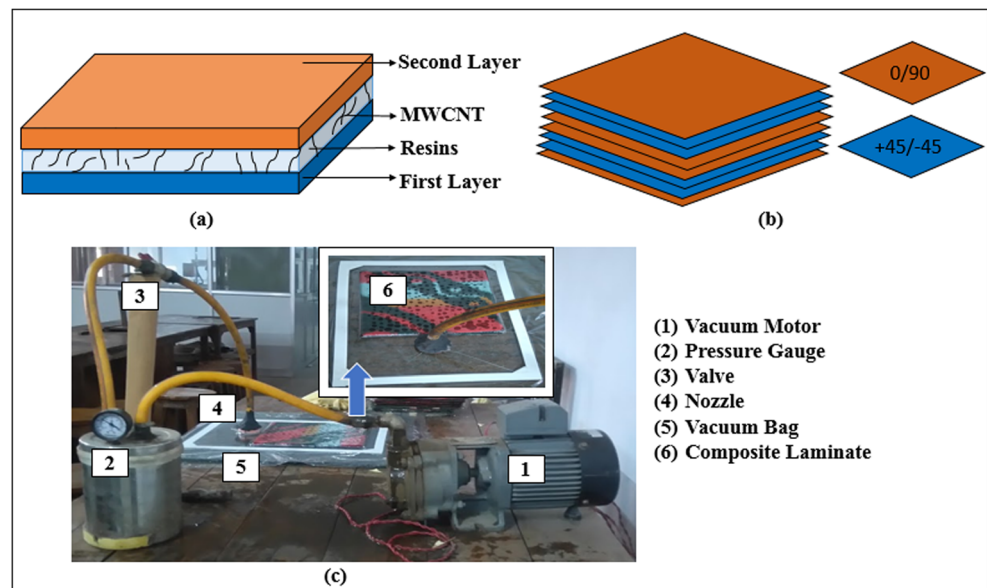 Second Layer
MWCNT
Resins
First Layer
(a)
0/90
+45/-45
(b)
3
6
4
2
5
1
(1) Vacuum Motor
(2) Pressure Gauge
(3) Valve
(4) Nozzle
(5) Vacuum Bag
(6) Composite Laminate
(c)